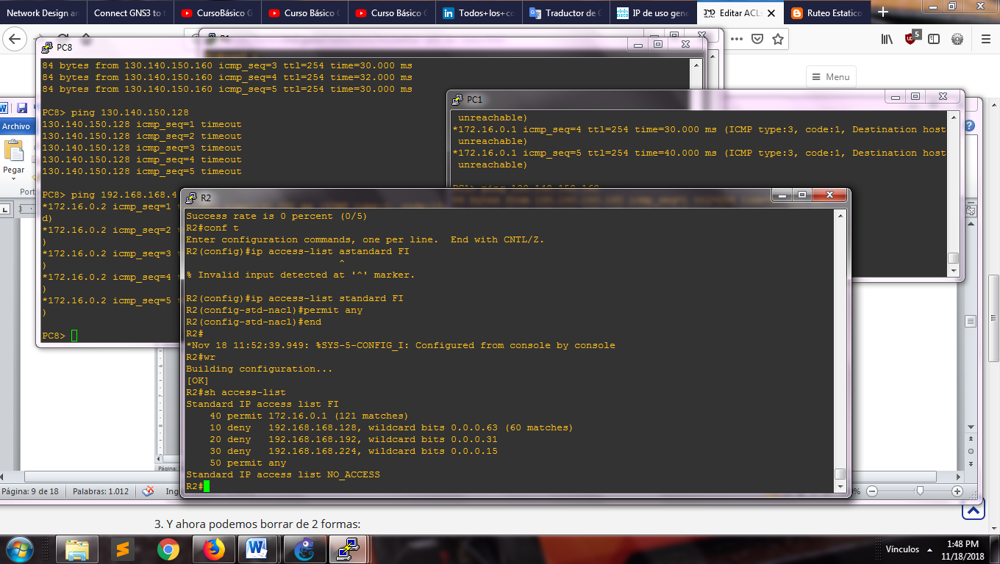 Network Design an
Connect GNS3 to t
CursoBásico G
Curso Básico C
Curso Básico C
Todos+los+co
Traductor de G
IP de uso gene
Editar ACLs
Ruteo Estatico
5
Menu
PC8
84 bytes from 130.140.150.160 icmp_seq=3 ttl=254 time=30.000 ms
84 bytes from 130.140.150.160 icmp_seq=4 ttl=254 time=32.000 ms
84 bytes from 130.140.150.160 icmp_seq=5 ttl=254 time=30.000 ms
PC8> ping 130.140.150.128
130.140.150.128 icmp_seq=1 timeout
130.140.150.128 icmp_seq=2 timeout
130.140.150.128 icmp_seq=3 timeout
130.140.150.128 icmp_seq=4 timeout
130.140.150.128 icmp_seq=5 timeout
PC8> ping 192.168.168.4
*172.16.0.2 icmp_seq=1 t
d)
*172.16.0.2 icmp_seq=2 t
)
*172.16.0.2 icmp_seq=3 t
)
*172.16.0.2 icmp_seq=4 t
)
*172.16.0.2 icmp_seq=5 t
)
PC8>
PC1
unreachable)
*172.16.0.1 icmp_seq=4 ttl=254 time=30.000 ms (ICMP type:3, code:1, Destination host
unreachable)
*172.16.0.1 icmp_seq=5 ttl=254 time=40.000 ms (ICMP type:3, code:1, Destination host
unreachable)
Archivo
Pegar
Port
R2
Success rate is 0 percent (0/5)
R2#conf t
Enter configuration commands, one per line.  End with CNTL/Z.
R2(config)#ip access-list astandard FI
^
% Invalid input detected at '^' marker.
R2(config)#ip access-list standard FI
R2(config-std-nacl)#permit any
R2(config-std-nacl)#end
R2#
*Nov 18 11:52:39.949: %SYS-5-CONFIG_I: Configured from console by console
R2#wr
Building configuration...
[OK]
R2#sh access-list
Standard IP access list FI
40 permit 172.16.0.1 (121 matches)
10 deny   192.168.168.128, wildcard bits 0.0.0.63 (60 matches)
20 deny   192.168.168.192, wildcard bits 0.0.0.31
30 deny   192.168.168.224, wildcard bits 0.0.0.15
50 permit any
Standard IP access list NO_ACCESS
R2#
Página:
Página: 9 de 18
Palabras: 1.012
Ing
3. Y ahora podemos borrar de 2 formas:
Vínculos
1:48 PM
11/18/2018